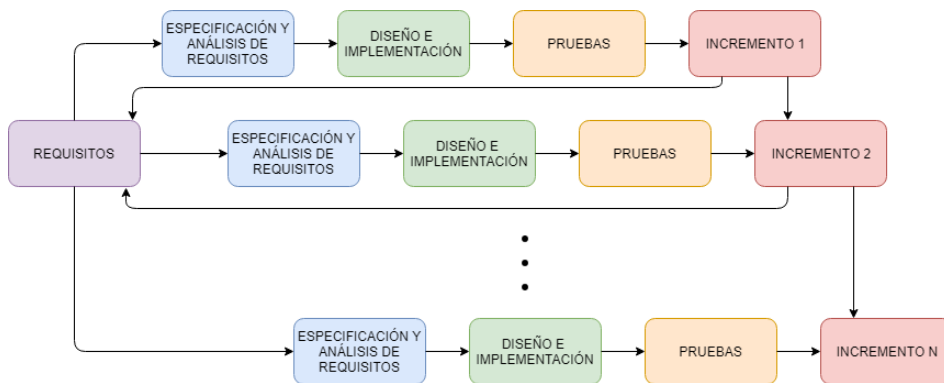 ESPECIFICACIÓN Y
ANÁLISIS DE
REQUISITOS
DISEÑO E
IMPLEMENTACIÓN
PRUEBAS
INCREMENTO 1
REQUISITOS
ESPECIFICACIÓN Y
ANÁLISIS DE
REQUISITOS
DISEÑO E
IMPLEMENTACIÓN
PRUEBAS
INCREMENTO 2
ESPECIFICACIÓN Y
ANÁLISIS DE
REQUISITOS
DISEÑO E
IMPLEMENTACIÓN
PRUEBAS
INCREMENTO N